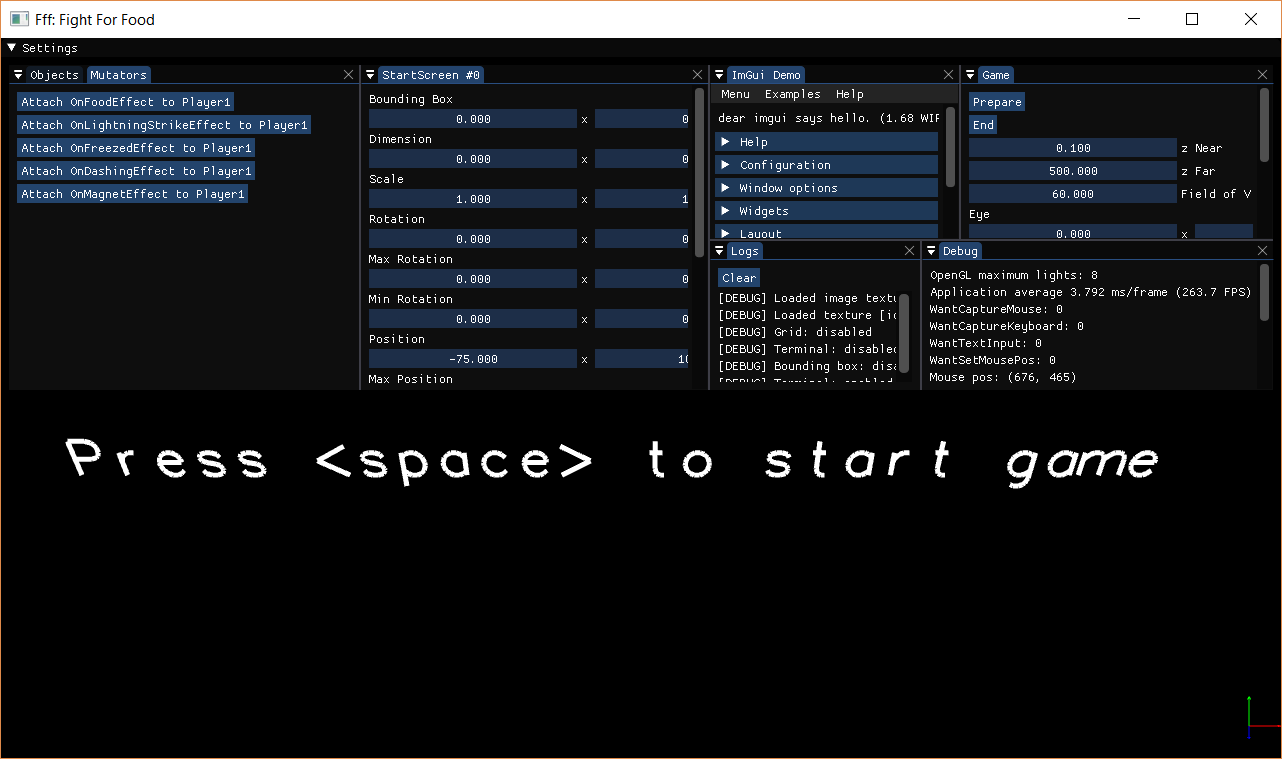 Fff: Fight For Food
Settings
Objects Mutators
Attach OnFoodEffect to Player1
Attach OnLightningStrikeEffect to Player1
Attach OnFreezedEffect to Player1
Attach OnDashingEffect to Player1
Attach OnMagnetEffect to Player1
StartScreen #0
Bounding Box
0.000 x 0
Dimension
0.000 x 0
Scale
1.000 x 1
Rotation
0.000 x 0
Max Rotation
0.000 x 0
Min Rotation
0.000 x 0
Position
-75.000 x 10
Max Position
ImGui Demo
Menu Examples Help
dear imgui says hello. (1.68 WIP
Help
Configuration
Window options
Widgets
Layout
Game
Prepare
End
0.100 z Near
500.000 z Far
60.000 Field of V
Eye
0.000 x
Logs
Clear
[DEBUG] Loaded image textu
[DEBUG] Loaded texture [ic
[DEBUG] Grid: disabled
[DEBUG] Terminal: disabled
[DEBUG] Bounding box: disa
[DEBUG] Terminal: enabled
Debug
OpenGL maximum lights: 8
Application average 3.792 ms/frame (263.7 FPS)
WantCaptureMouse: 0
WantCaptureKeyboard: 0
WantTextInput: 0
WantSetMousePos: 0
Mouse pos: (676, 465)
Press <space> to start game